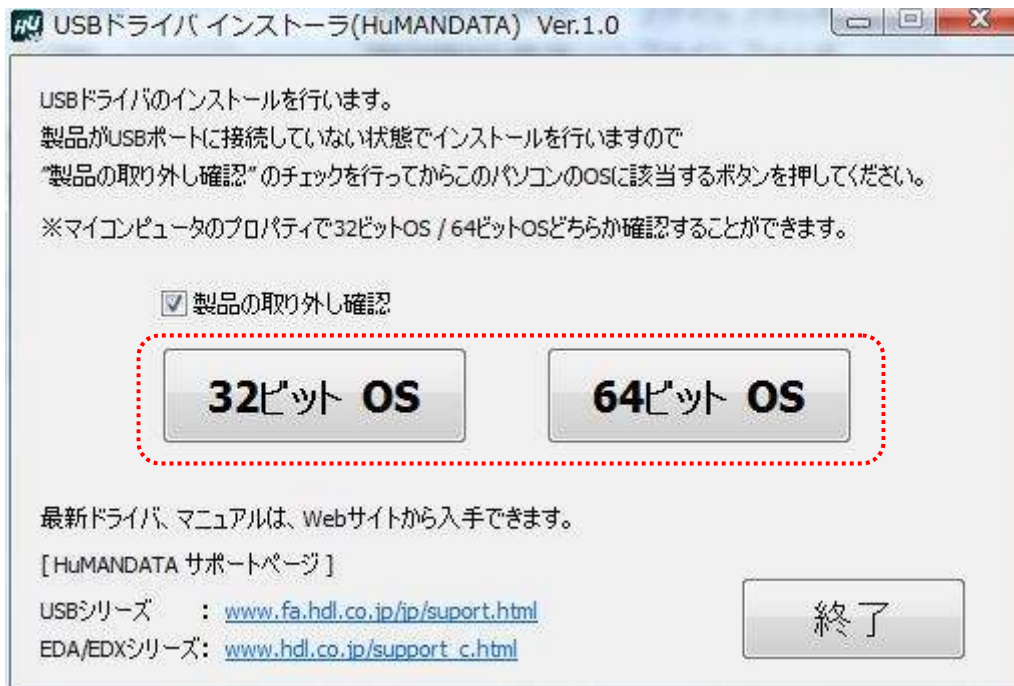 USBドライバ インストーラ(HuMANDATA) Ver.1.0
USBドライバのインストールを行います。
製品がUSBポートに接続していない状態でインストールを行いますので
"製品の取り外し確認" のチェックを行ってからこのパソコンのOSに該当するボタンを押してください。
※マイコンピュータのプロパティで32ビットOS / 64ビットOSどちらか確認することができます。
製品の取り外し確認
32ビット OS 64ビット OS
最新ドライバ、マニュアルは、Webサイトから入手できます。
[ HuMANDATA サポートページ ]
USBシリーズ : www.fa.hdl.co.jp/jp/suport.html
EDA/EDXシリーズ: www.hdl.co.jp/support_c.html
終了